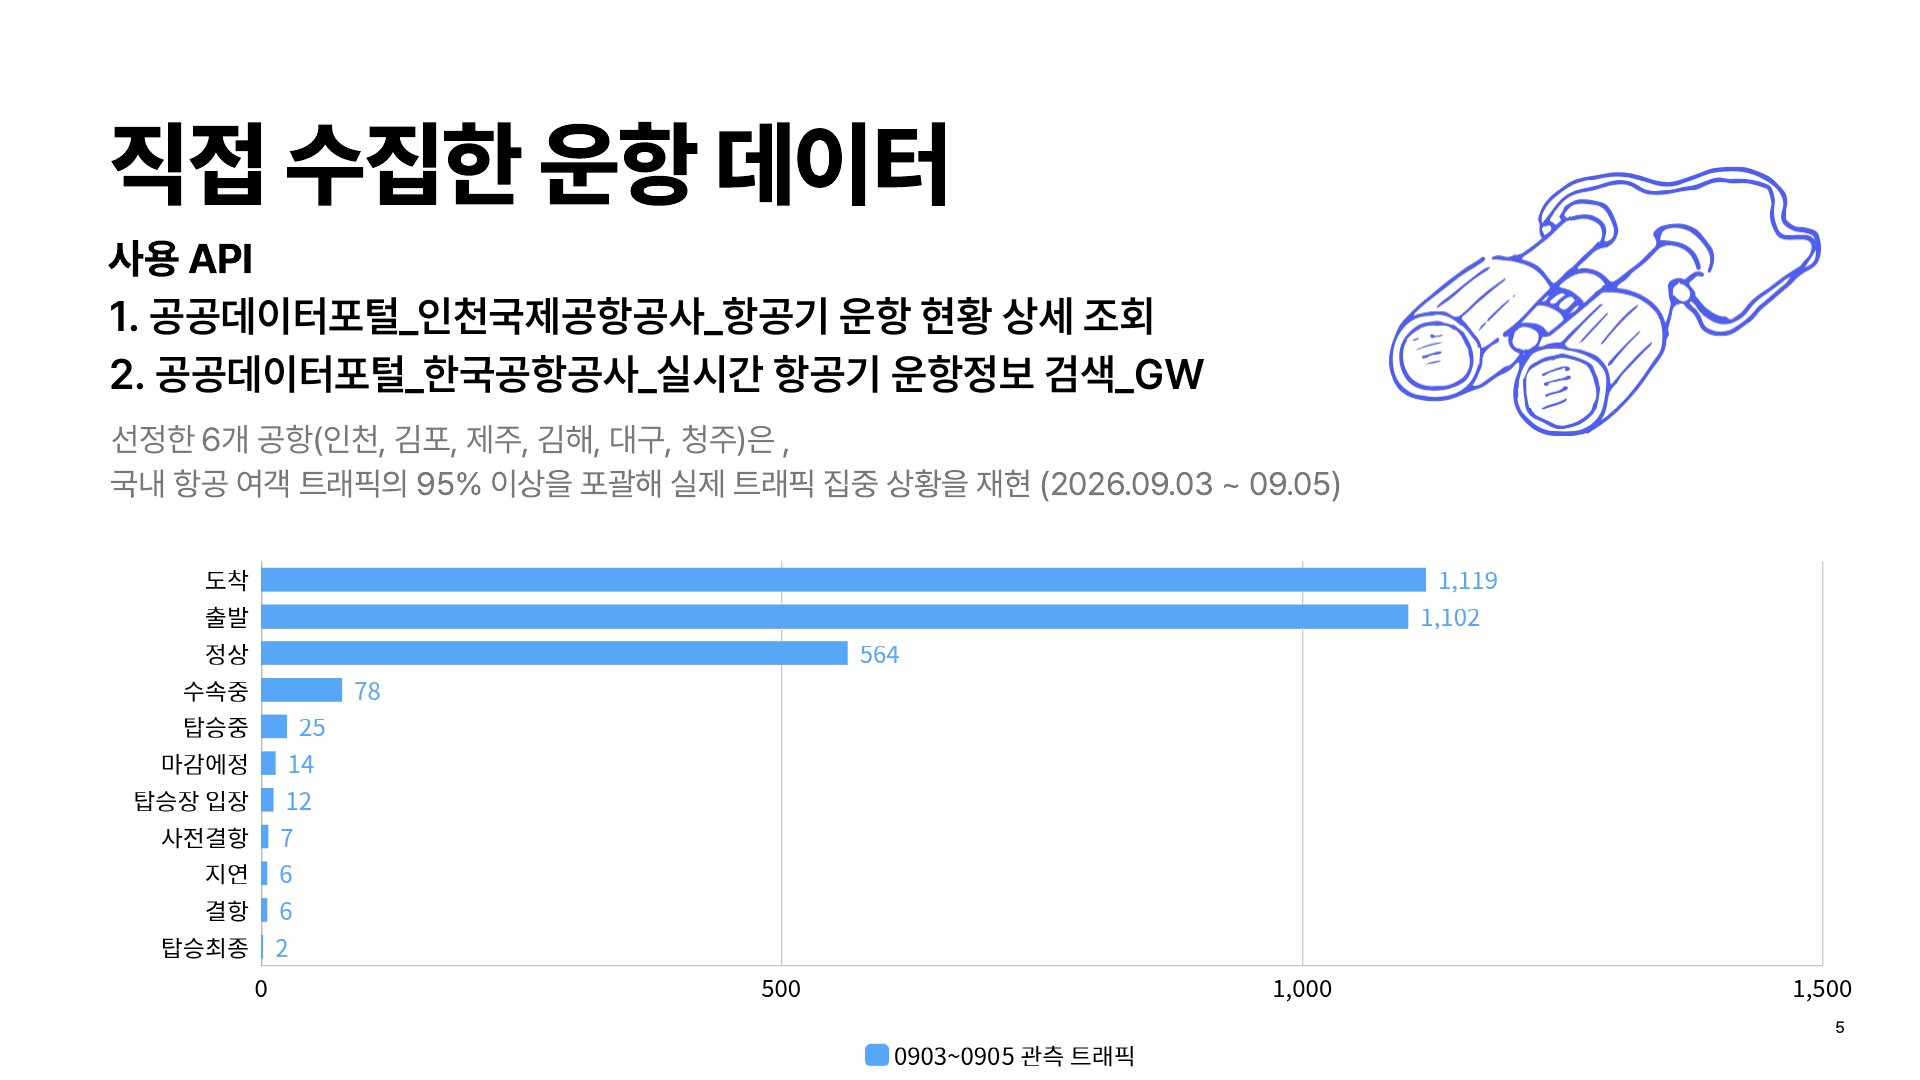 직접 수집한 운항 데이터
사용 API
1. 공공데이터포털_인천국제공항공사_항공기 운항 현황 상세 조회
2. 공공데이터포털_한국공항공사_실시간 항공기 운항정보 검색_GW
선정한 6개 공항(인천, 김포, 제주, 김해, 대구, 청주)은 ,
국내 항공 여객 트래픽의 95% 이상을 포괄해 실제 트래픽 집중 상황을 재현 (2026.09.03 ~ 09.05)
도착 1,119
출발 1,102
정상 564
수속중 78
탑승중 25
마감에정 14
탑승장 입장 12
사전결항 7
지연 6
결항 6
탑승최종 2
0 500 1,000 1,500
5
0903~0905 관측 트래픽